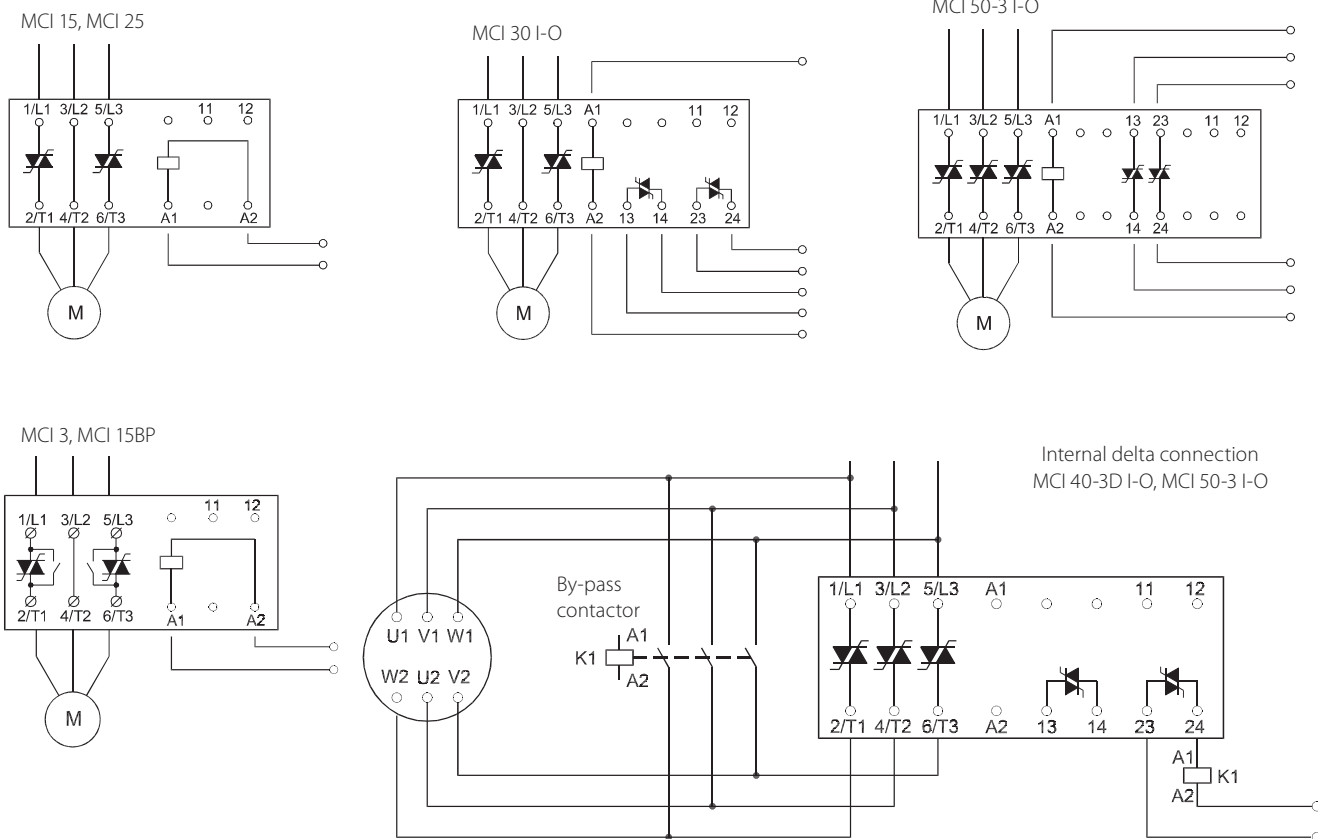 MCI 15, MCI 25
1/L1 3/L2 5/L3 11 12
2/T1 4/T2 6/T3 A1 A2
M
MCI 30 I-O
1/L1 3/L2 5/L3 A1 11 12
2/T1 4/T2 6/T3 A2 13 14 23 24
M
MCI 50-3 I-O
1/L1 3/L2 5/L3 A1 13 23 11 12
2/T1 4/T2 6/T3 A2 14 24
M
MCI 3, MCI 15BP
11 12
1/L1 3/L2 5/L3
2/T1 4/T2 6/T3 A1 A2
M
Internal delta connection
MCI 40-3D I-O, MCI 50-3 I-O
By-pass
contactor
A1
K1
A2
U1 V1 W1
W2 U2 V2
1/L1 3/L2 5/L3 A1 11 12
2/T1 4/T2 6/T3 A2 13 14 23 24
A1
K1
A2